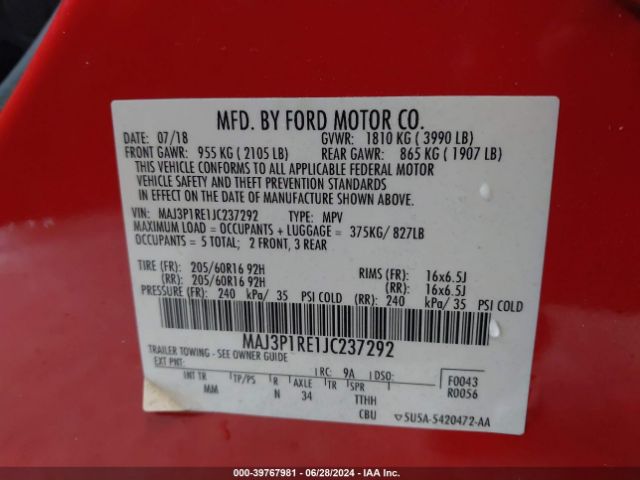 MFD. BY FORD MOTOR CO.
DATE: 07/18 GVWR: 1810 KG ( 3990 LB)
FRONT GAWR: 955 KG ( 2105 LB) REAR GAWR: 865 KG ( 1907 LB)
THIS VEHICLE CONFORMS TO ALL APPLICABLE FEDERAL MOTOR
VEHICLE SAFETY AND THEFT PREVENTION STANDARDS
IN EFFECT ON THE DATE OF MANUFACTURE SHOWN ABOVE.
VIN: MAJ3P1RE1JC237292 TYPE: MPV
MAXIMUM LOAD = OCCUPANTS + LUGGAGE = 375KG/ 827LB
OCCUPANTS = 5 TOTAL; 2 FRONT, 3 REAR
TIRE (FR): 205/60R16 92H RIMS (FR): 16x6.5J
(RR): 205/60R16 92H (RR): 16x6.5J
PRESSURE (FR): 240 kPa/ 35 PSI COLD (RR): 240 kPa/ 35 PSI COLD
MAJ3P1RE1JC237292
TRAILER TOWING - SEE OWNER GUIDE
EXT PNT: RC: 9A DSO: F0043
INT TR TP/PS R AXLE TR SPR R0056
MM N 34 TTHH
CBU 5U5A-5420472-AA
000-39767981 - 06/28/2024 - IAA Inc.